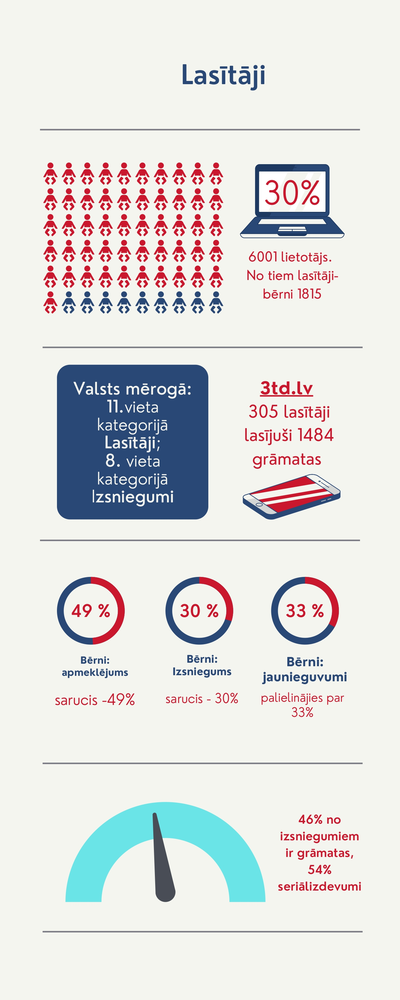 Lasītāji
30%
6001 lietotājs.
No tiem lasītāji-
bērni 1815
Valsts mērogā:
11.vieta
kategorijā
Lasītāji;
8. vieta
kategorijā
Izsniegumi
3td.lv
305 lasītāji
lasījuši 1484
grāmatas
49 %
Bērni:
apmeklējums
sarucis -49%
30 %
Bērni:
Izsniegums
sarucis - 30%
33 %
Bērni:
jaunieguvumi
palielinājies par
33%
46% no
izsniegumiem
ir grāmatas,
54%
seriālizdevumi